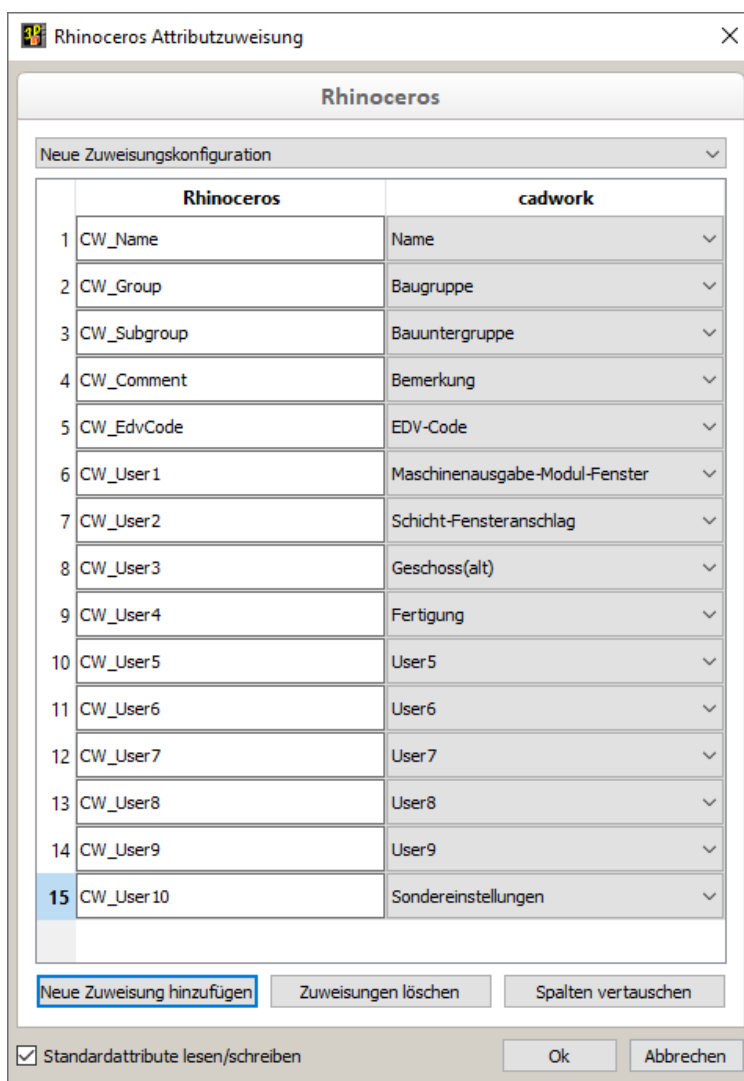 Rhinoceros Attributzuweisung
Rhinoceros
Neue Zuweisungskonfiguration
Rhinoceros cadwork
1 CW_Name Name
2 CW_Group Baugruppe
3 CW_Subgroup Bauuntergruppe
4 CW_Comment Bemerkung
5 CW_EdvCode EDV-Code
6 CW_User1 Maschinenausgabe-Modul-Fenster
7 CW_User2 Schicht-Fensteranschlag
8 CW_User3 Geschoss(alt)
9 CW_User4 Fertigung
10 CW_User5 User5
11 CW_User6 User6
12 CW_User7 User7
13 CW_User8 User8
14 CW_User9 User9
15 CW_User10 Sondereinstellungen
Neue Zuweisung hinzufügen Zuweisungen löschen Spalten vertauschen
Standardattribute lesen/schreiben Ok Abbrechen